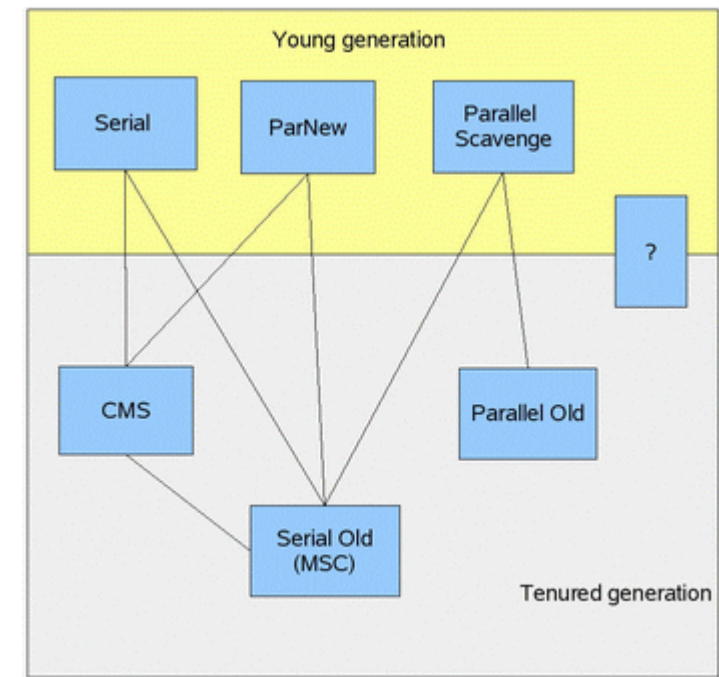 Young generation
Serial
ParNew
Parallel
Scavenge
?
CMS
Parallel Old
Serial Old
(MSC)
Tenured generation